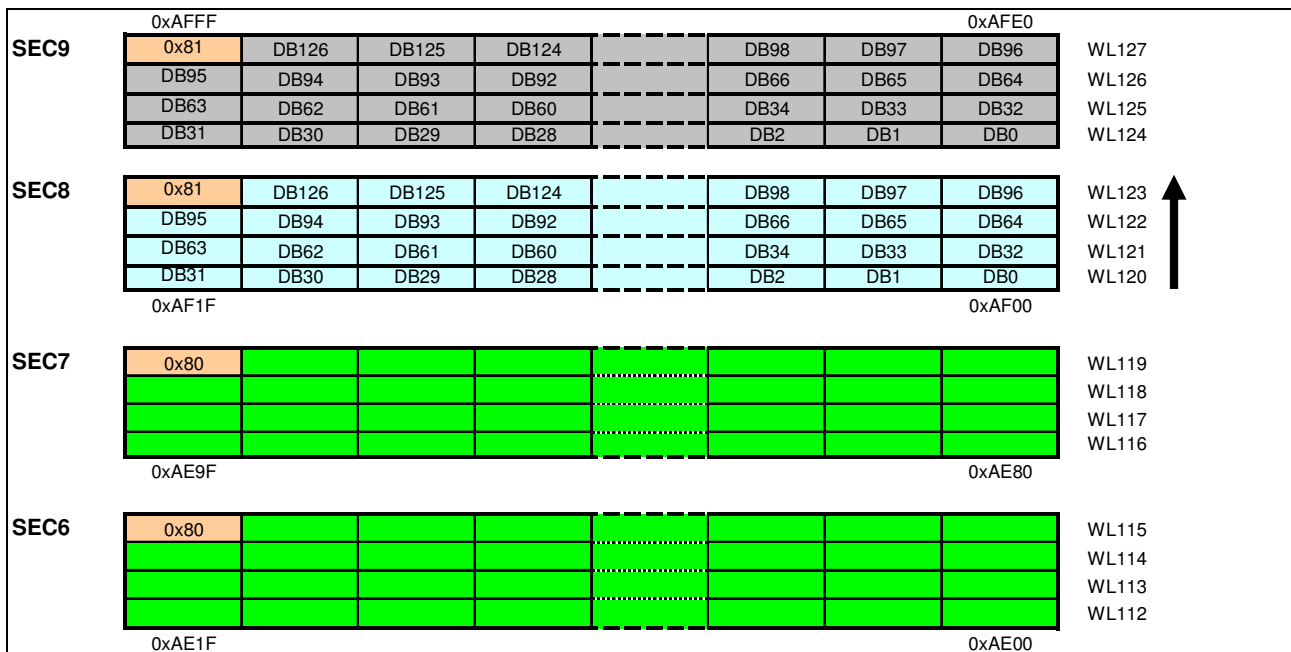 0xAFFF 0xAFE0
SEC9 0x81 DB126 DB125 DB124 DB98 DB97 DB96 WL127
DB95 DB94 DB93 DB92 DB66 DB65 DB64 WL126
DB63 DB62 DB61 DB60 DB34 DB33 DB32 WL125
DB31 DB30 DB29 DB28 DB2 DB1 DB0 WL124
SEC8 0x81 DB126 DB125 DB124 DB98 DB97 DB96 WL123
DB95 DB94 DB93 DB92 DB66 DB65 DB64 WL122
DB63 DB62 DB61 DB60 DB34 DB33 DB32 WL121
DB31 DB30 DB29 DB28 DB2 DB1 DB0 WL120
0xAF1F 0xAF00
SEC7 0x80 WL119
WL118
WL117
WL116
0xAE9F 0xAE80
SEC6 0x80 WL115
WL114
WL113
WL112
0xAE1F 0xAE00